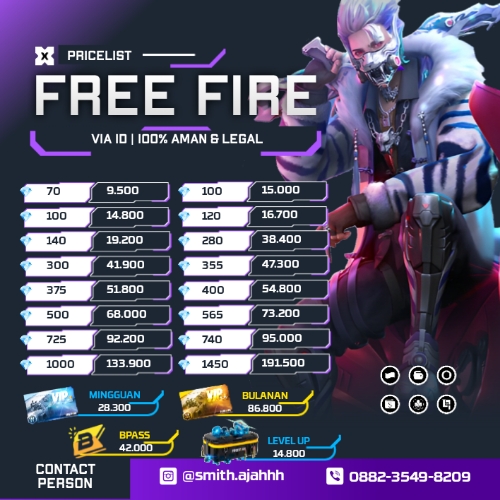 PRICELIST
FREE FIRE
VIA ID | 100% AMAN & LEGAL
70 9.500 100 15.000
100 14.800 120 16.700
140 19.200 280 38.400
300 41.900 355 47.300
375 51.800 400 54.800
500 68.000 565 73.200
725 92.200 740 95.000
1000 133.900 1450 191.500
VIP MINGGUAN VIP BULANAN
28.300 86.800
BPASS LEVEL UP
42.000 14.800
CONTACT PERSON
@smith.ajahhh 0882-3549-8209